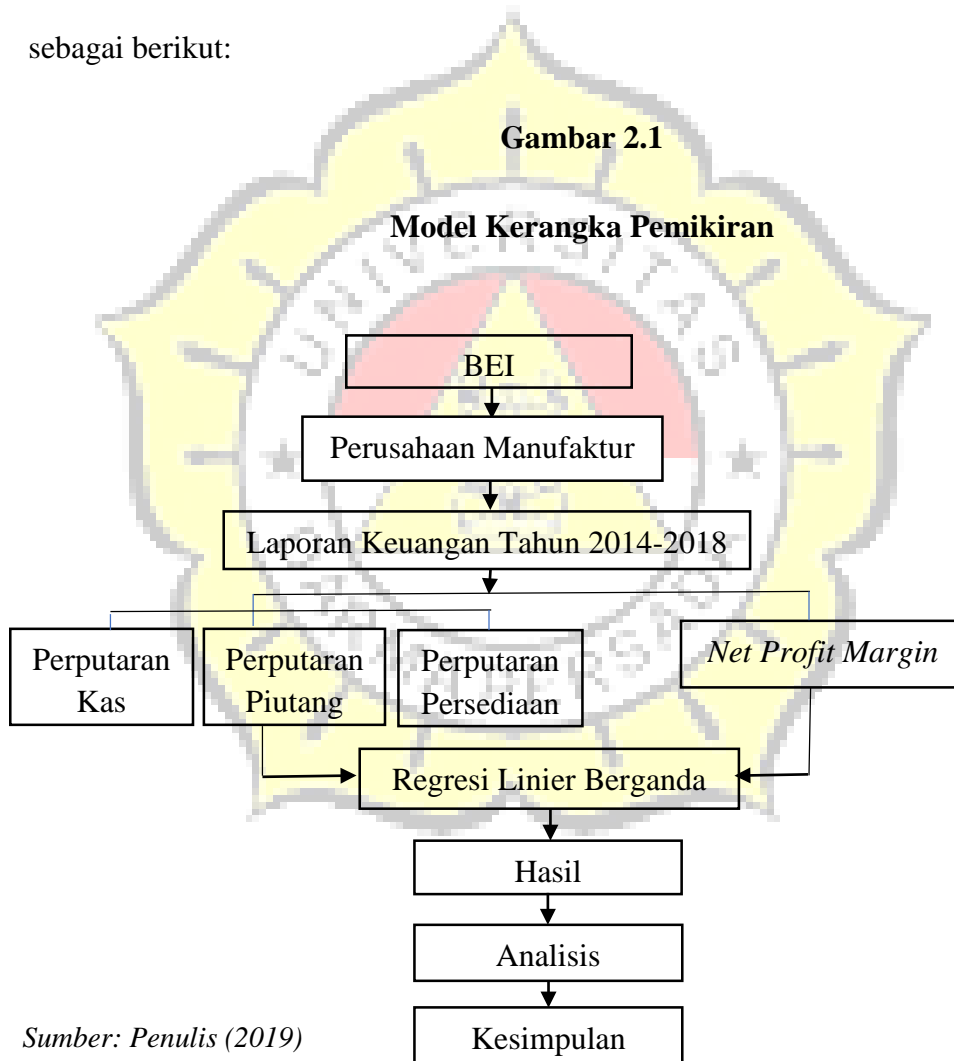 sebagai berikut:
Gambar 2.1
Model Kerangka Pemikiran
UNIVERSITAS
BEI
Perusahaan Manufaktur
Laporan Keuangan Tahun 2014-2018
Perputaran
Kas
Perputaran
Piutang
Perputaran
Persediaan
Net Profit Margin
Regresi Linier Berganda
Hasil
Analisis
Kesimpulan
Sumber: Penulis (2019)